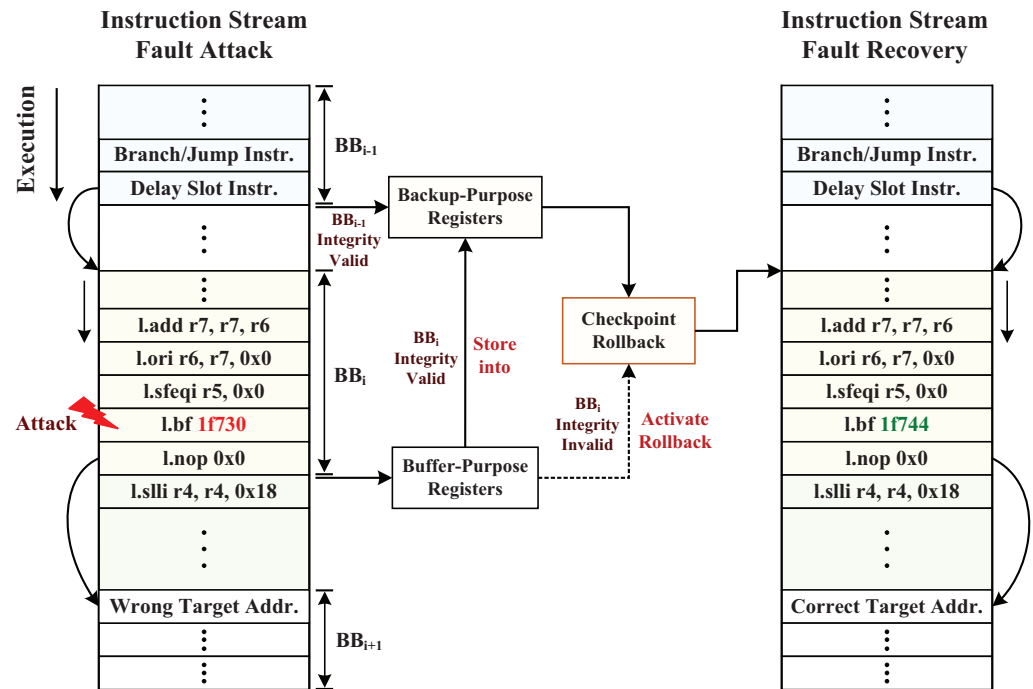 Instruction Stream
Fault Attack
Execution
⋮
Branch/Jump Instr.
Delay Slot Instr.
⋮
⋮
l.add r7, r7, r6
l.ori r6, r7, 0x0
l.sfeqi r5, 0x0
Attack
l.bf 1f730
l.nop 0x0
l.slli r4, r4, 0x18
⋮
Wrong Target Addr.
⋮
⋮
BBi-1
BBi
BBi+1
BBi-1
Integrity
Valid
Backup-Purpose
Registers
BBi
Integrity
Valid
Store
into
Buffer-Purpose
Registers
Checkpoint
Rollback
BBi
Integrity
Invalid
Activate
Rollback
Instruction Stream
Fault Recovery
⋮
Branch/Jump Instr.
Delay Slot Instr.
⋮
⋮
l.add r7, r7, r6
l.ori r6, r7, 0x0
l.sfeqi r5, 0x0
l.bf 1f744
l.nop 0x0
l.slli r4, r4, 0x18
⋮
Correct Target Addr.
⋮
⋮